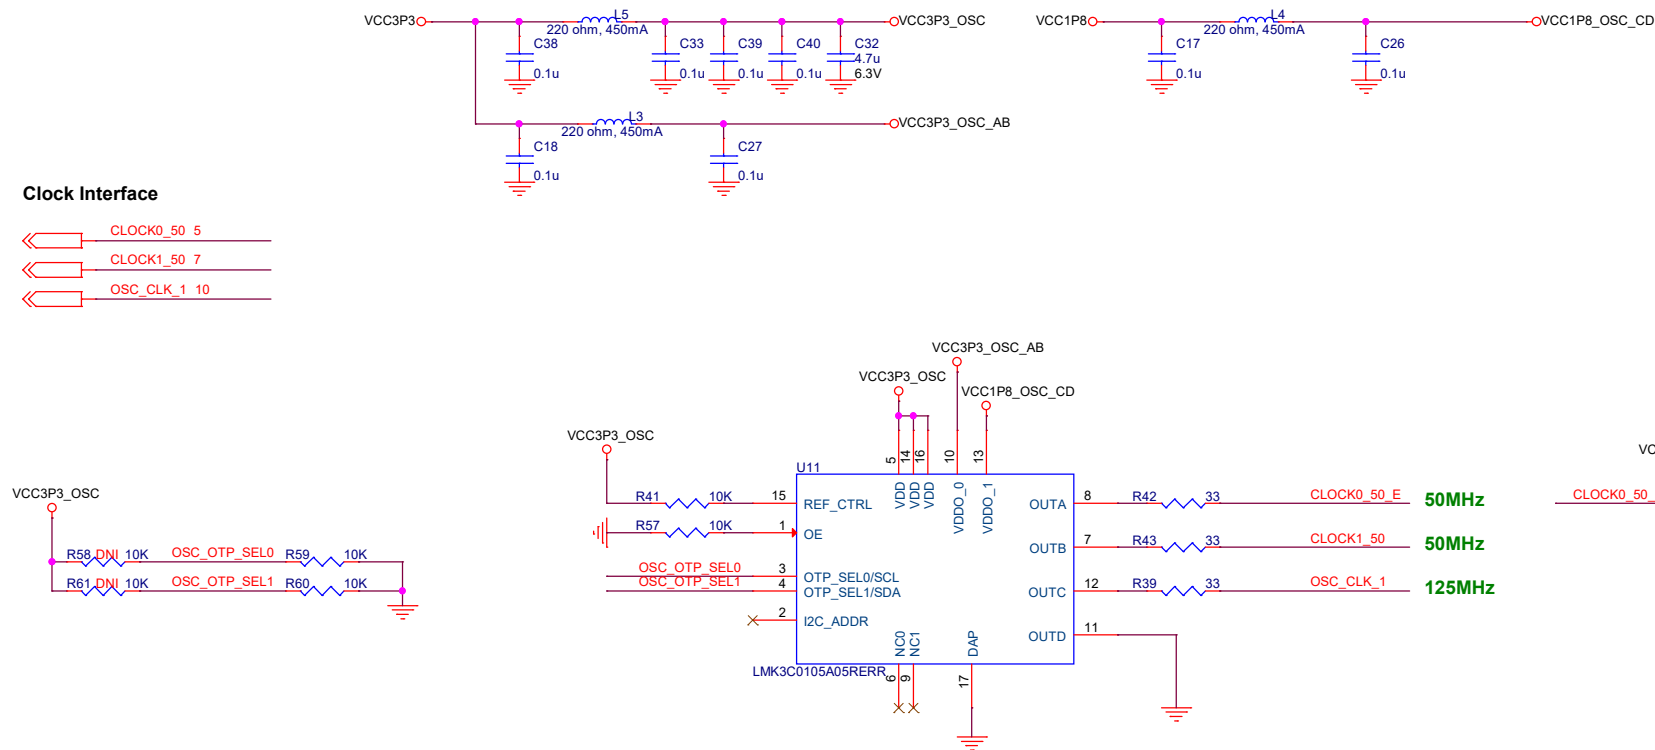 VCC3P3
L5
220 ohm, 450mA
VCC3P3_OSC
VCC1P8
L4
220 ohm, 450mA
VCC1P8_OSC_CD
C38
0.1u
C33
0.1u
C39
0.1u
C40
0.1u
C32
4.7u
6.3V
C17
0.1u
C26
0.1u
L3
220 ohm, 450mA
VCC3P3_OSC_AB
C18
0.1u
C27
0.1u
Clock Interface
CLOCK0_50 5
CLOCK1_50 7
OSC_CLK_1 10
VCC3P3_OSC_AB
VCC3P3_OSC
VCC1P8_OSC_CD
VCC3P3_OSC
VC
VCC3P3_OSC
R58 DNI 10K OSC_OTP_SEL0 R59 10K
R61 DNI 10K OSC_OTP_SEL1 R60 10K
U11
5 14 16 10 13
VDD VDD VDD VDDO_0 VDDO_1
R41 10K 15 REF_CTRL
R57 10K 1 OE
OSC_OTP_SEL0 3 OTP_SEL0/SCL
OSC_OTP_SEL1 4 OTP_SEL1/SDA
2 I2C_ADDR
OUTA 8 R42 33 CLOCK0_50_E 50MHz
CLOCK0_50_
OUTB 7 R43 33 CLOCK1_50 50MHz
OUTC 12 R39 33 OSC_CLK_1 125MHz
OUTD 11
NC0 NC1 DAP
LMK3C0105A05RERR
6 9 17